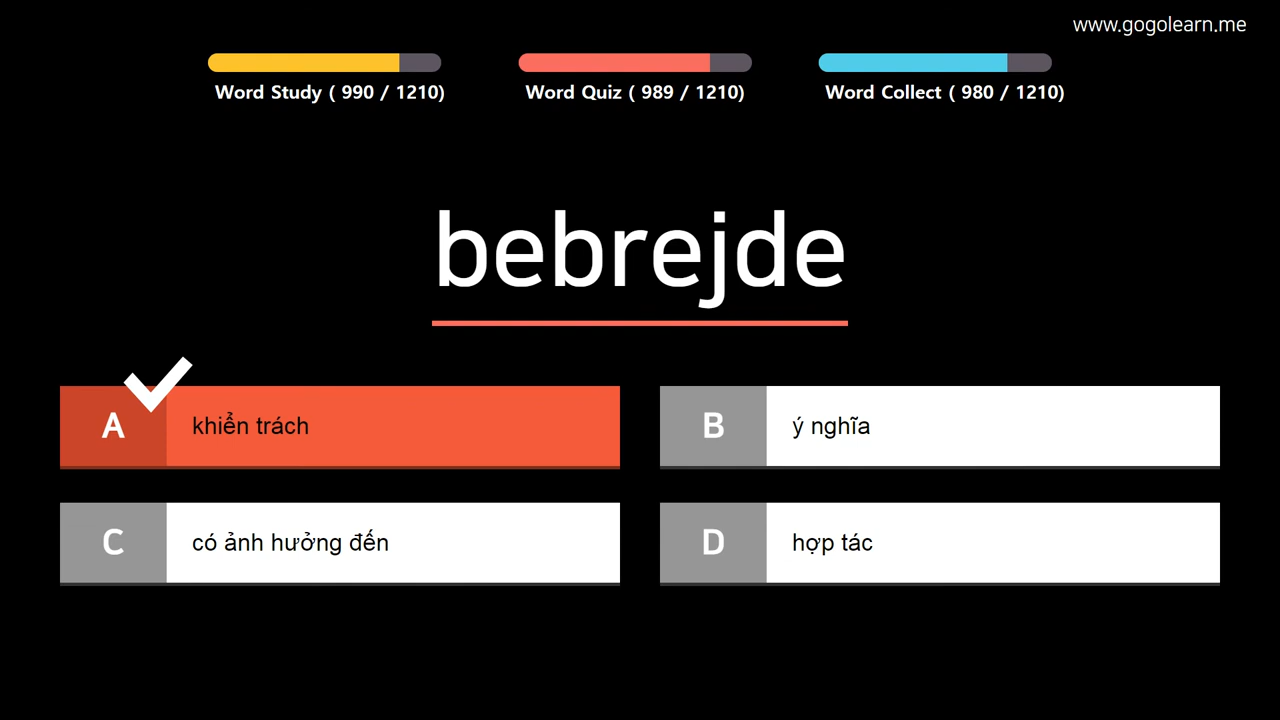 www.gogolearn.me
Word Study ( 990 / 1210)
Word Quiz ( 989 / 1210)
Word Collect ( 980 / 1210)
bebrejde
A khiển trách
B ý nghĩa
C có ảnh hưởng đến
D hợp tác